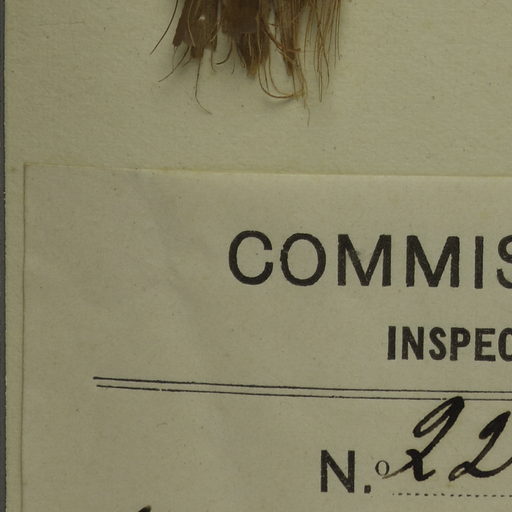 COMMIS
INSPEC
N.º 22